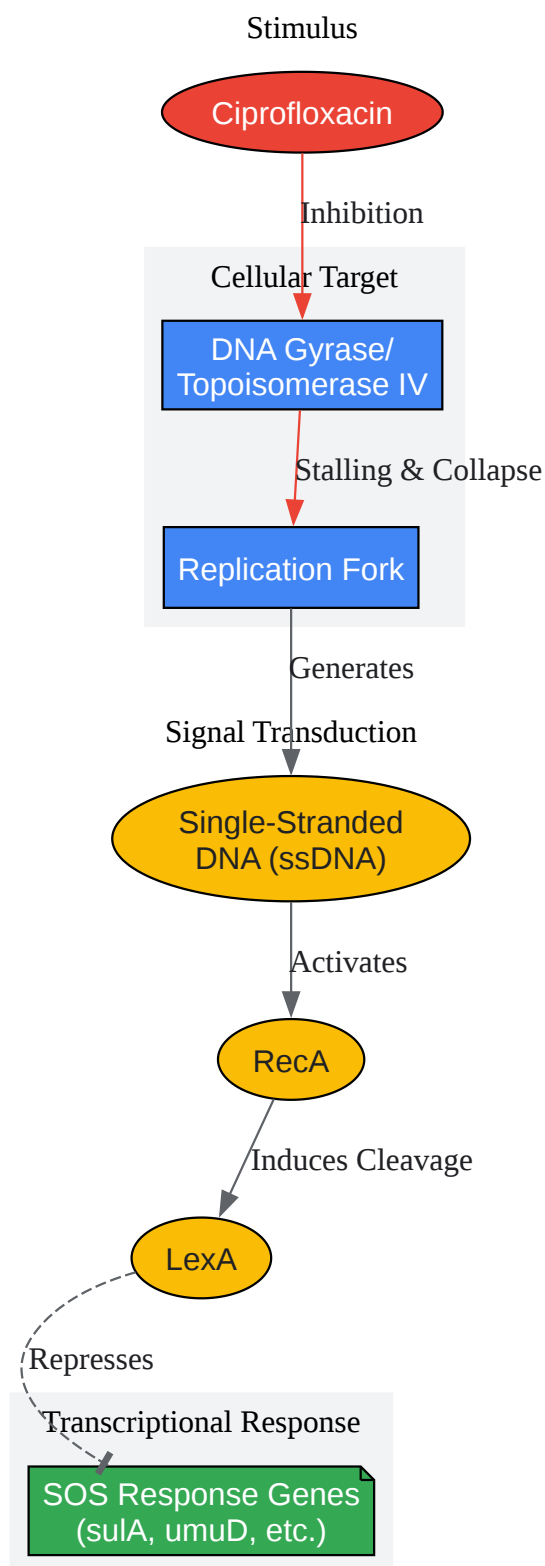 Stimulus
Ciprofloxacin
Inhibition
Cellular Target
DNA Gyrase/
Topoisomerase IV
Stalling & Collapse
Replication Fork
Generates
Signal Transduction
Single-Stranded
DNA (ssDNA)
Activates
RecA
Induces Cleavage
LexA
Represses
Transcriptional Response
SOS Response Genes
(sulA, umuD, etc.)